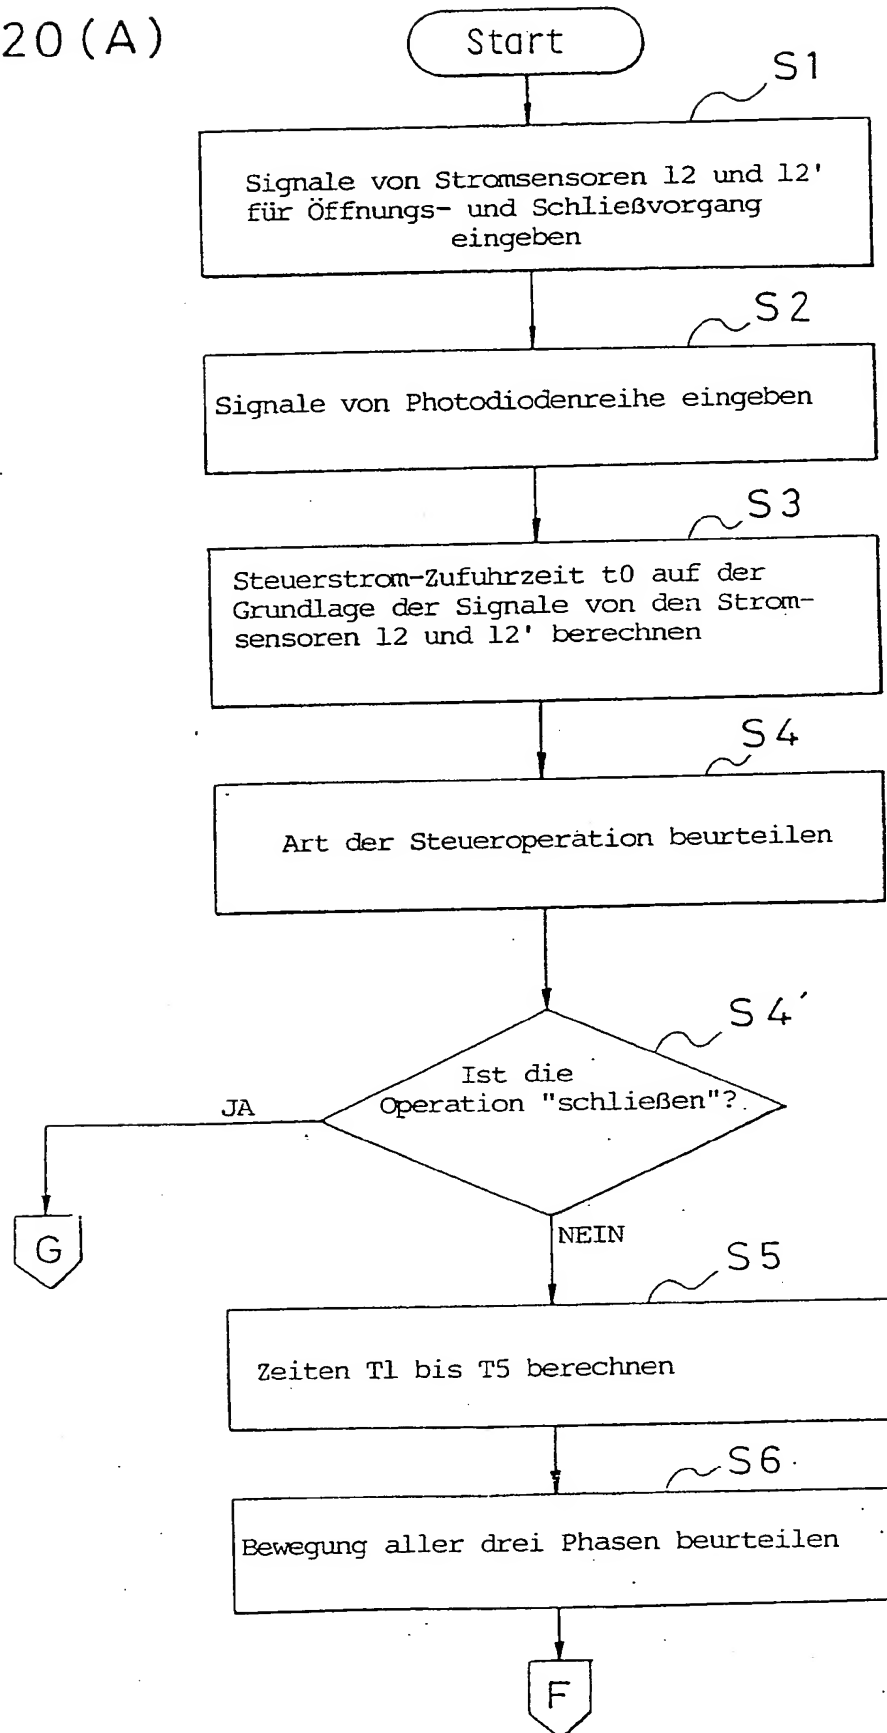 20 (A)
Start
S1
Signale von Stromsensoren 12 und 12'
für Öffnungs- und Schließvorgang
eingeben
S2
Signale von Photodiodenreihe eingeben
S3
Steuerstrom-Zufuhrzeit t0 auf der
Grundlage der Signale von den Strom-
sensoren 12 und 12' berechnen
S4
Art der Steueroperation beurteilen
S4'
Ist die
Operation "schließen"?
JA
G
NEIN
S5
Zeiten T1 bis T5 berechnen
S6
Bewegung aller drei Phasen beurteilen
F